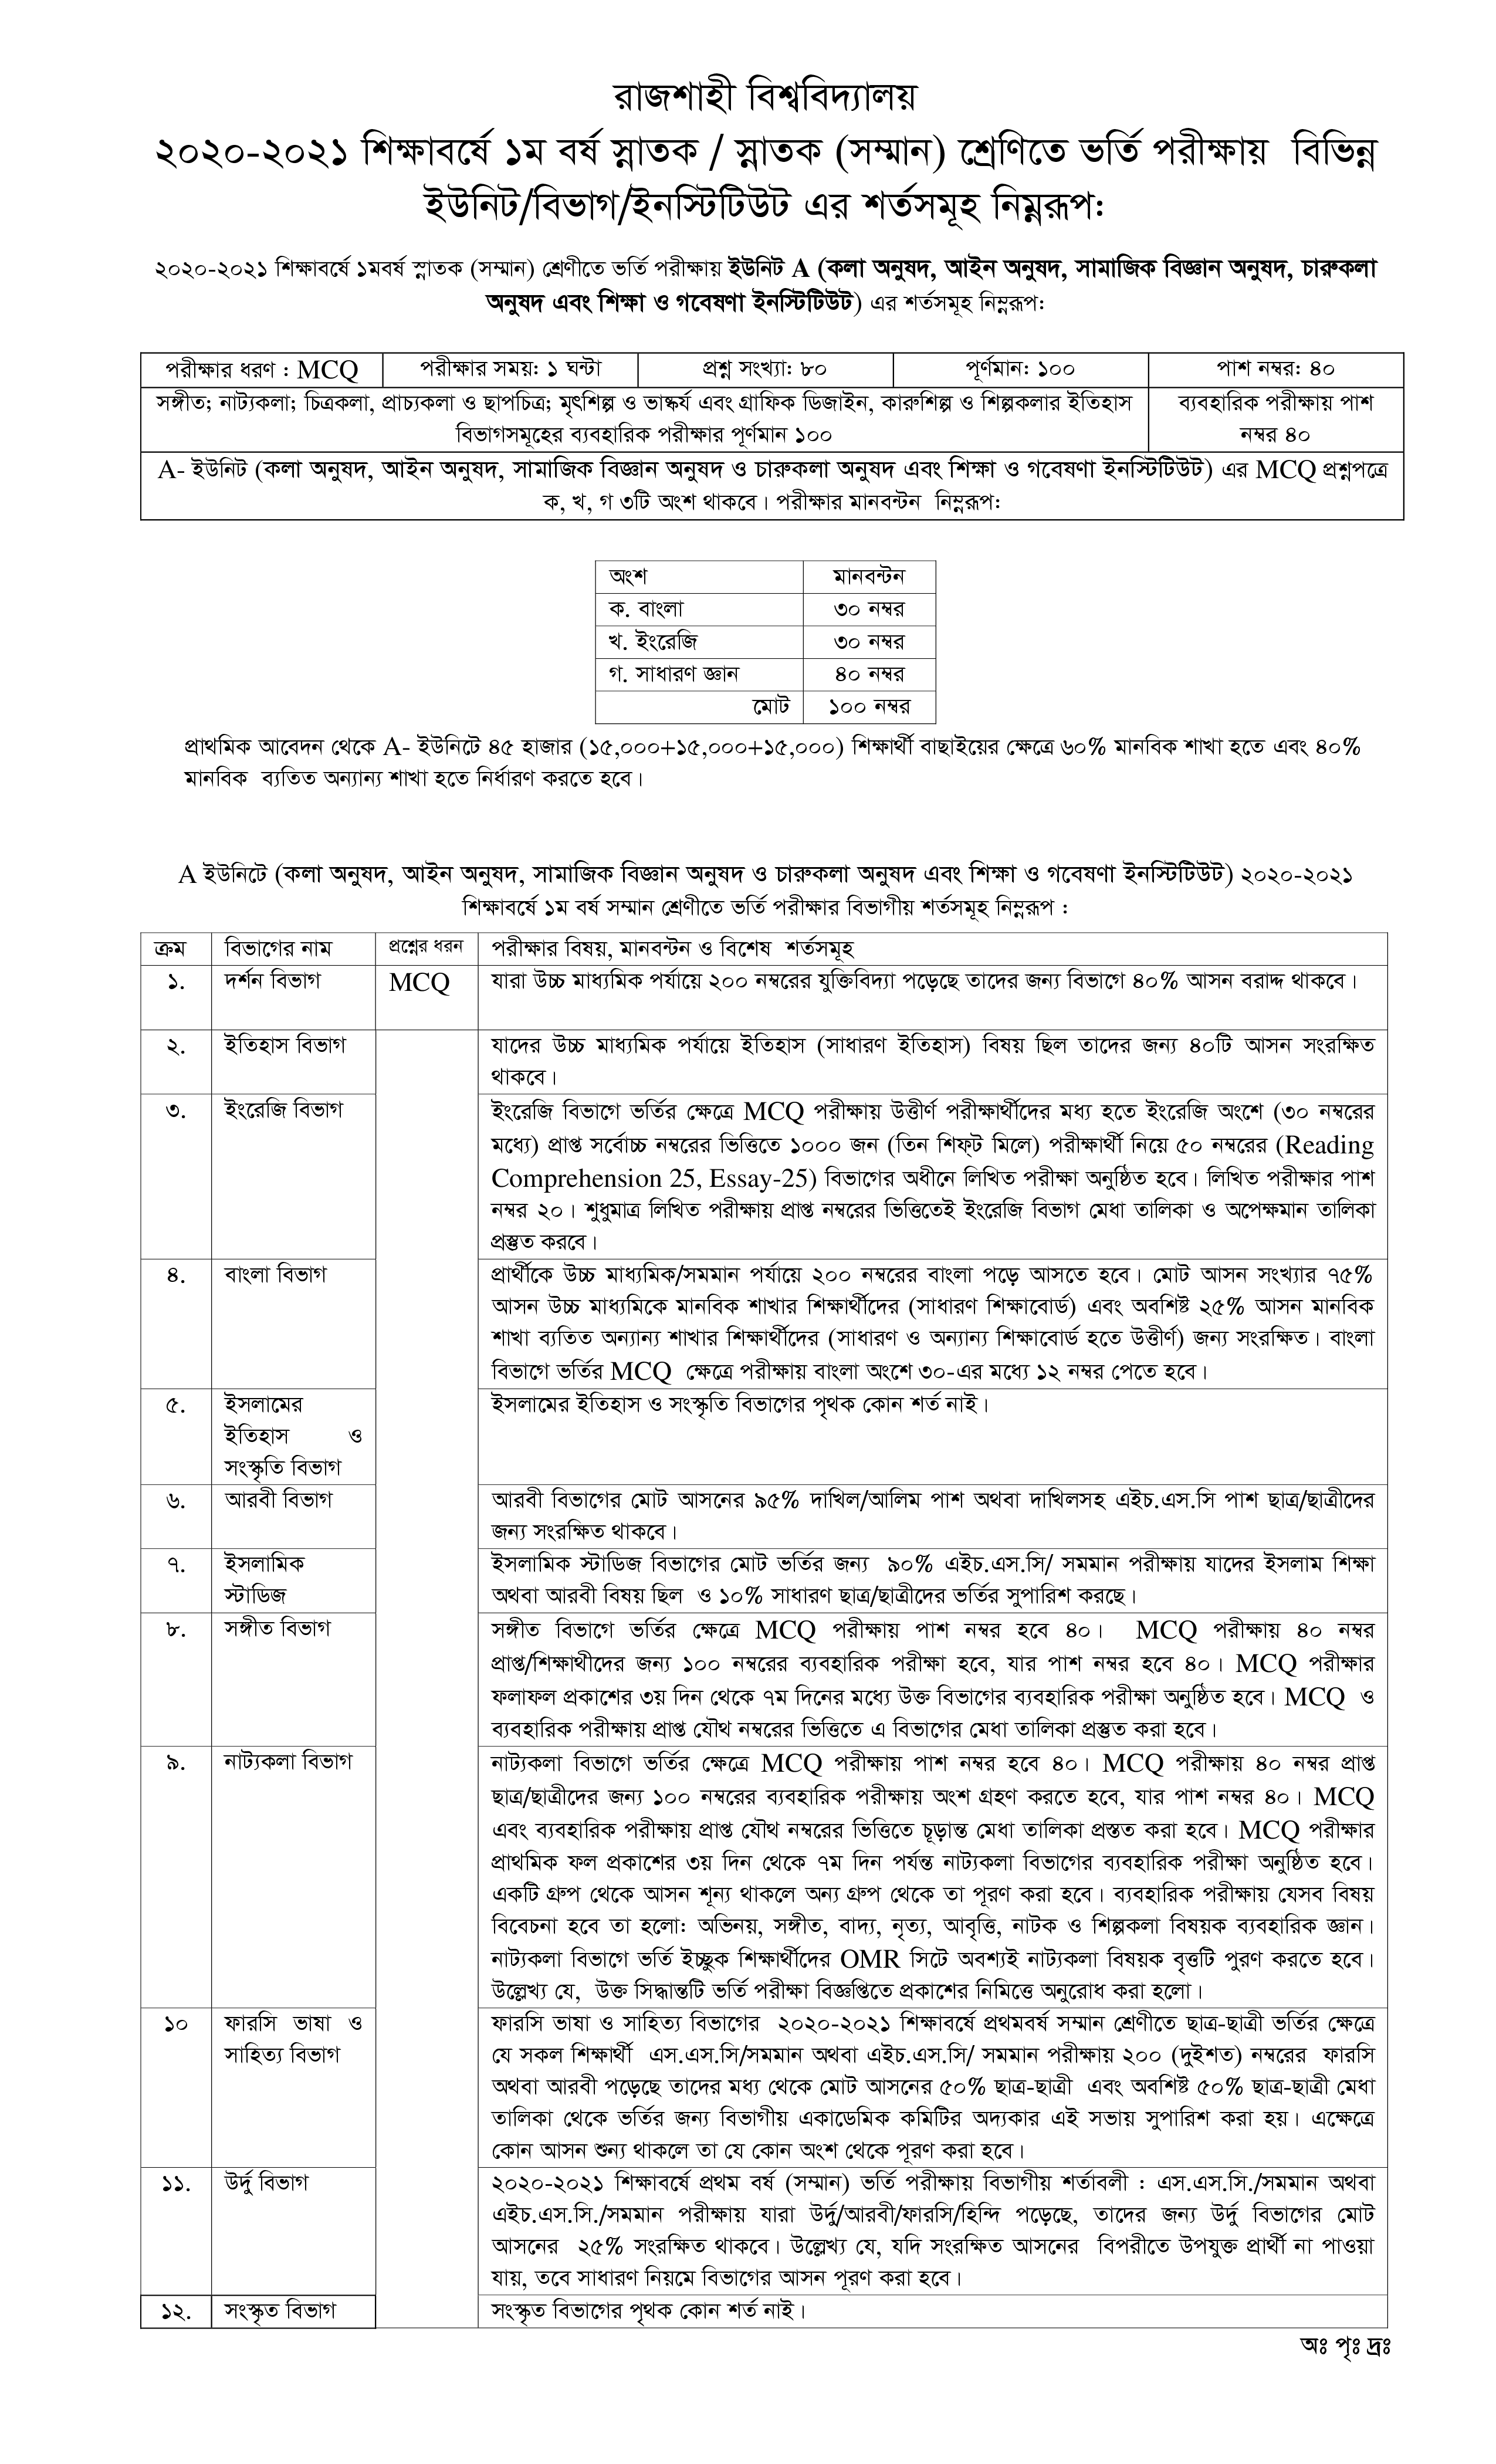 রাজশাহী বিশ্ববিদ্যালয়
২০২০-২০২১ শিক্ষাবর্ষে ১ম বর্ষ স্নাতক / স্নাতক (সম্মান) শ্রেণিতে ভর্তি পরীক্ষায় বিভিন্ন
ইউনিট/বিভাগ/ইনস্টিটিউট এর শর্তসমূহ নিম্নরূপ:
২০২০-২০২১ শিক্ষাবর্ষে ১মবর্ষ স্নাতক (সম্মান) শ্রেণীতে ভর্তি পরীক্ষায় ইউনিট A (কলা অনুষদ, আইন অনুষদ, সামাজিক বিজ্ঞান অনুষদ, চারুকলা
অনুষদ এবং শিক্ষা ও গবেষণা ইনস্টিটিউট) এর শর্তসমূহ নিম্নরূপ:
পরীক্ষার ধরণ : MCQ পরীক্ষার সময়: ১ ঘন্টা প্রশ্ন সংখ্যা: ৮০ পূর্ণমান: ১০০ পাশ নম্বর: ৪০
সঙ্গীত; নাট্যকলা; চিত্রকলা, প্রাচ্যকলা ও ছাপচিত্র; মৃৎশিল্প ও ভাস্কর্য এবং গ্রাফিক ডিজাইন, কারুশিল্প ও শিল্পকলার ইতিহাস ব্যবহারিক পরীক্ষায় পাশ
বিভাগসমূহের ব্যবহারিক পরীক্ষার পূর্ণমান ১০০ নম্বর ৪০
A- ইউনিট (কলা অনুষদ, আইন অনুষদ, সামাজিক বিজ্ঞান অনুষদ ও চারুকলা অনুষদ এবং শিক্ষা ও গবেষণা ইনস্টিটিউট) এর MCQ প্রশ্নপত্রে
ক, খ, গ ৩টি অংশ থাকবে। পরীক্ষার মানবন্টন নিম্নরূপ:
অংশ মানবন্টন
ক. বাংলা ৩০ নম্বর
খ. ইংরেজি ৩০ নম্বর
গ. সাধারণ জ্ঞান ৪০ নম্বর
মোট ১০০ নম্বর
প্রাথমিক আবেদন থেকে A- ইউনিটে ৪৫ হাজার (১৫,০০০+১৫,০০০+১৫,০০০) শিক্ষার্থী বাছাইয়ের ক্ষেত্রে ৬০% মানবিক শাখা হতে এবং ৪০%
মানবিক ব্যতিত অন্যান্য শাখা হতে নির্ধারণ করতে হবে।
A ইউনিটে (কলা অনুষদ, আইন অনুষদ, সামাজিক বিজ্ঞান অনুষদ ও চারুকলা অনুষদ এবং শিক্ষা ও গবেষণা ইনস্টিটিউট) ২০২০-২০২১
শিক্ষাবর্ষে ১ম বর্ষ সম্মান শ্রেণীতে ভর্তি পরীক্ষার বিভাগীয় শর্তসমূহ নিম্নরূপ :
ক্রম বিভাগের নাম প্রশ্নের ধরন পরীক্ষার বিষয়, মানবন্টন ও বিশেষ শর্তসমূহ
১. দর্শন বিভাগ MCQ যারা উচ্চ মাধ্যমিক পর্যায়ে ২০০ নম্বরের যুক্তিবিদ্যা পড়েছে তাদের জন্য বিভাগে ৪০% আসন বরাদ্দ থাকবে।
২. ইতিহাস বিভাগ যাদের উচ্চ মাধ্যমিক পর্যায়ে ইতিহাস (সাধারণ ইতিহাস) বিষয় ছিল তাদের জন্য ৪০টি আসন সংরক্ষিত
থাকবে।
৩. ইংরেজি বিভাগ ইংরেজি বিভাগে ভর্তির ক্ষেত্রে MCQ পরীক্ষায় উত্তীর্ণ পরীক্ষার্থীদের মধ্য হতে ইংরেজি অংশে (৩০ নম্বরের
মধ্যে) প্রাপ্ত সর্বোচ্চ নম্বরের ভিত্তিতে ১০০০ জন (তিন শিফ্‌ট মিলে) পরীক্ষার্থী নিয়ে ৫০ নম্বরের (Reading
Comprehension 25, Essay-25) বিভাগের অধীনে লিখিত পরীক্ষা অনুষ্ঠিত হবে। লিখিত পরীক্ষার পাশ
নম্বর ২০। শুধুমাত্র লিখিত পরীক্ষায় প্রাপ্ত নম্বরের ভিত্তিতেই ইংরেজি বিভাগ মেধা তালিকা ও অপেক্ষমান তালিকা
প্রস্তুত করবে।
৪. বাংলা বিভাগ প্রার্থীকে উচ্চ মাধ্যমিক/সমমান পর্যায়ে ২০০ নম্বরের বাংলা পড়ে আসতে হবে। মোট আসন সংখ্যার ৭৫%
আসন উচ্চ মাধ্যমিকে মানবিক শাখার শিক্ষার্থীদের (সাধারণ শিক্ষাবোর্ড) এবং অবশিষ্ট ২৫% আসন মানবিক
শাখা ব্যতিত অন্যান্য শাখার শিক্ষার্থীদের (সাধারণ ও অন্যান্য শিক্ষাবোর্ড হতে উত্তীর্ণ) জন্য সংরক্ষিত। বাংলা
বিভাগে ভর্তির MCQ ক্ষেত্রে পরীক্ষায় বাংলা অংশে ৩০-এর মধ্যে ১২ নম্বর পেতে হবে।
৫. ইসলামের ইসলামের ইতিহাস ও সংস্কৃতি বিভাগের পৃথক কোন শর্ত নাই।
ইতিহাস ও
সংস্কৃতি বিভাগ
৬. আরবী বিভাগ আরবী বিভাগের মোট আসনের ৯৫% দাখিল/আলিম পাশ অথবা দাখিলসহ এইচ.এস.সি পাশ ছাত্র/ছাত্রীদের
জন্য সংরক্ষিত থাকবে।
৭. ইসলামিক ইসলামিক স্টাডিজ বিভাগের মোট ভর্তির জন্য ৯০% এইচ.এস.সি/ সমমান পরীক্ষায় যাদের ইসলাম শিক্ষা
স্টাডিজ অথবা আরবী বিষয় ছিল ও ১০% সাধারণ ছাত্র/ছাত্রীদের ভর্তির সুপারিশ করছে।
৮. সঙ্গীত বিভাগ সঙ্গীত বিভাগে ভর্তির ক্ষেত্রে MCQ পরীক্ষায় পাশ নম্বর হবে ৪০। MCQ পরীক্ষায় ৪০ নম্বর
প্রাপ্ত/শিক্ষাথীদের জন্য ১০০ নম্বরের ব্যবহারিক পরীক্ষা হবে, যার পাশ নম্বর হবে ৪০। MCQ পরীক্ষার
ফলাফল প্রকাশের ৩য় দিন থেকে ৭ম দিনের মধ্যে উক্ত বিভাগের ব্যবহারিক পরীক্ষা অনুষ্ঠিত হবে। MCQ ও
ব্যবহারিক পরীক্ষায় প্রাপ্ত যৌথ নম্বরের ভিত্তিতে এ বিভাগের মেধা তালিকা প্রস্তুত করা হবে।
৯. নাট্যকলা বিভাগ নাট্যকলা বিভাগে ভর্তির ক্ষেত্রে MCQ পরীক্ষায় পাশ নম্বর হবে ৪০। MCQ পরীক্ষায় ৪০ নম্বর প্রাপ্ত
ছাত্র/ছাত্রীদের জন্য ১০০ নম্বরের ব্যবহারিক পরীক্ষায় অংশ গ্রহণ করতে হবে, যার পাশ নম্বর ৪০। MCQ
এবং ব্যবহারিক পরীক্ষায় প্রাপ্ত যৌথ নম্বরের ভিত্তিতে চূড়ান্ত মেধা তালিকা প্রস্তত করা হবে। MCQ পরীক্ষার
প্রাথমিক ফল প্রকাশের ৩য় দিন থেকে ৭ম দিন পর্যন্ত নাট্যকলা বিভাগের ব্যবহারিক পরীক্ষা অনুষ্ঠিত হবে।
একটি গ্রুপ থেকে আসন শূন্য থাকলে অন্য গ্রুপ থেকে তা পূরণ করা হবে। ব্যবহারিক পরীক্ষায় যেসব বিষয়
বিবেচনা হবে তা হলো: অভিনয়, সঙ্গীত, বাদ্য, নৃত্য, আবৃত্তি, নাটক ও শিল্পকলা বিষয়ক ব্যবহারিক জ্ঞান।
নাট্যকলা বিভাগে ভর্তি ইচ্ছুক শিক্ষার্থীদের OMR সিটে অবশ্যই নাট্যকলা বিষয়ক বৃত্তটি পুরণ করতে হবে।
উল্লেখ্য যে, উক্ত সিদ্ধান্তটি ভর্তি পরীক্ষা বিজ্ঞপ্তিতে প্রকাশের নিমিত্তে অনুরোধ করা হলো।
১০ ফারসি ভাষা ও ফারসি ভাষা ও সাহিত্য বিভাগের ২০২০-২০২১ শিক্ষাবর্ষে প্রথমবর্ষ সম্মান শ্রেণীতে ছাত্র-ছাত্রী ভর্তির ক্ষেত্রে
সাহিত্য বিভাগ যে সকল শিক্ষার্থী এস.এস.সি/সমমান অথবা এইচ.এস.সি/ সমমান পরীক্ষায় ২০০ (দুইশত) নম্বরের ফারসি
অথবা আরবী পড়েছে তাদের মধ্য থেকে মোট আসনের ৫০% ছাত্র-ছাত্রী এবং অবশিষ্ট ৫০% ছাত্র-ছাত্রী মেধা
তালিকা থেকে ভর্তির জন্য বিভাগীয় একাডেমিক কমিটির অদ্যকার এই সভায় সুপারিশ করা হয়। এক্ষেত্রে
কোন আসন শুন্য থাকলে তা যে কোন অংশ থেকে পূরণ করা হবে।
১১. উর্দু বিভাগ ২০২০-২০২১ শিক্ষাবর্ষে প্রথম বর্ষ (সম্মান) ভর্তি পরীক্ষায় বিভাগীয় শর্তাবলী : এস.এস.সি./সমমান অথবা
এইচ.এস.সি./সমমান পরীক্ষায় যারা উর্দু/আরবী/ফারসি/হিন্দি পড়েছে, তাদের জন্য উর্দু বিভাগের মোট
আসনের ২৫% সংরক্ষিত থাকবে। উল্লেখ্য যে, যদি সংরক্ষিত আসনের বিপরীতে উপযুক্ত প্রার্থী না পাওয়া
যায়, তবে সাধারণ নিয়মে বিভাগের আসন পূরণ করা হবে।
১২. সংস্কৃত বিভাগ সংস্কৃত বিভাগের পৃথক কোন শর্ত নাই।
অঃ পৃঃ দ্রঃ